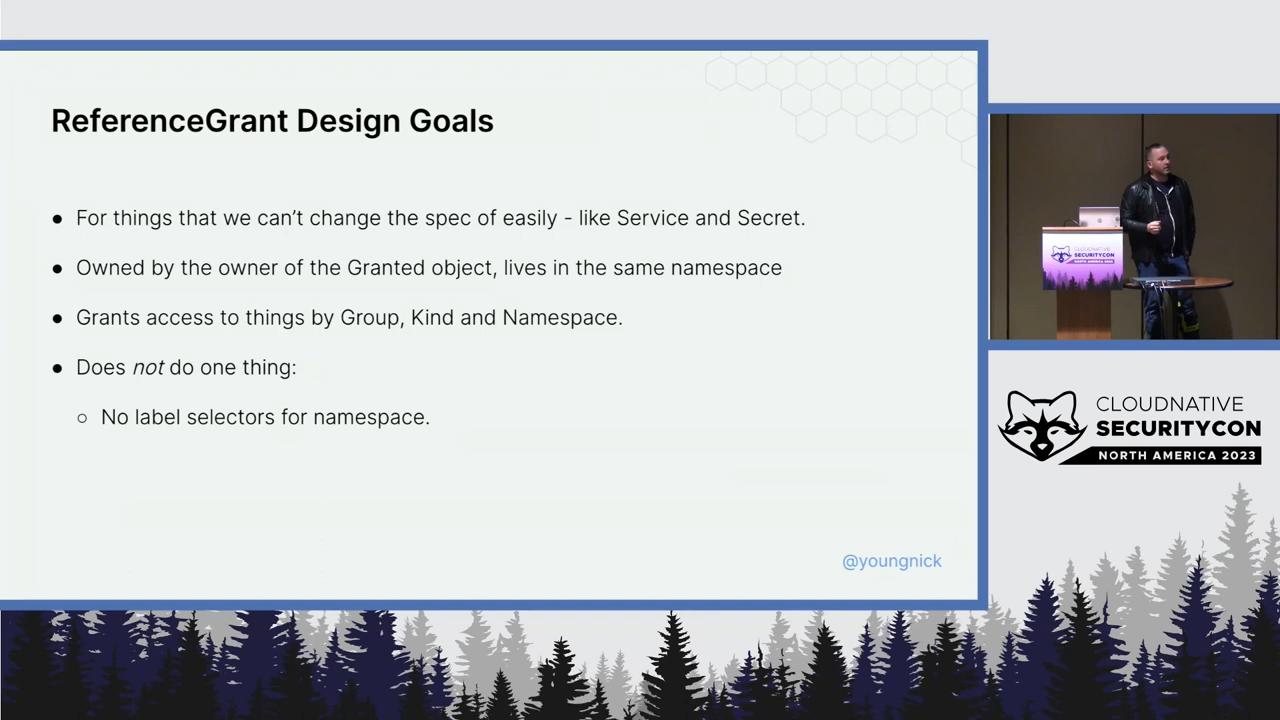 ReferenceGrant Design Goals
● For things that we can’t change the spec of easily - like Service and Secret.
● Owned by the owner of the Granted object, lives in the same namespace
● Grants access to things by Group, Kind and Namespace.
● Does not do one thing:
○ No label selectors for namespace.
@youngnick
CLOUDNATIVE
SECURITYCON
CLOUDNATIVE
SECURITYCON
NORTH AMERICA 2023